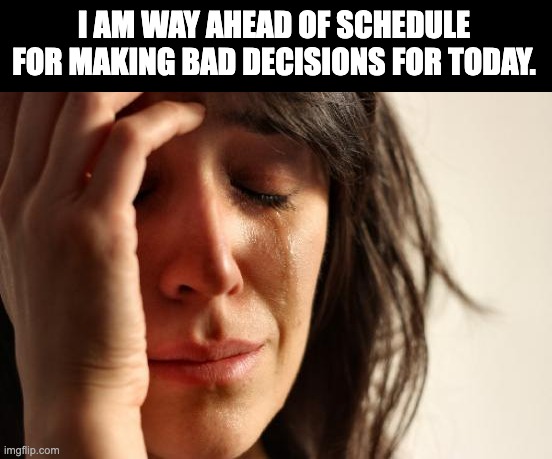 I AM WAY AHEAD OF SCHEDULE
FOR MAKING BAD DECISIONS FOR TODAY.
imgflip.com